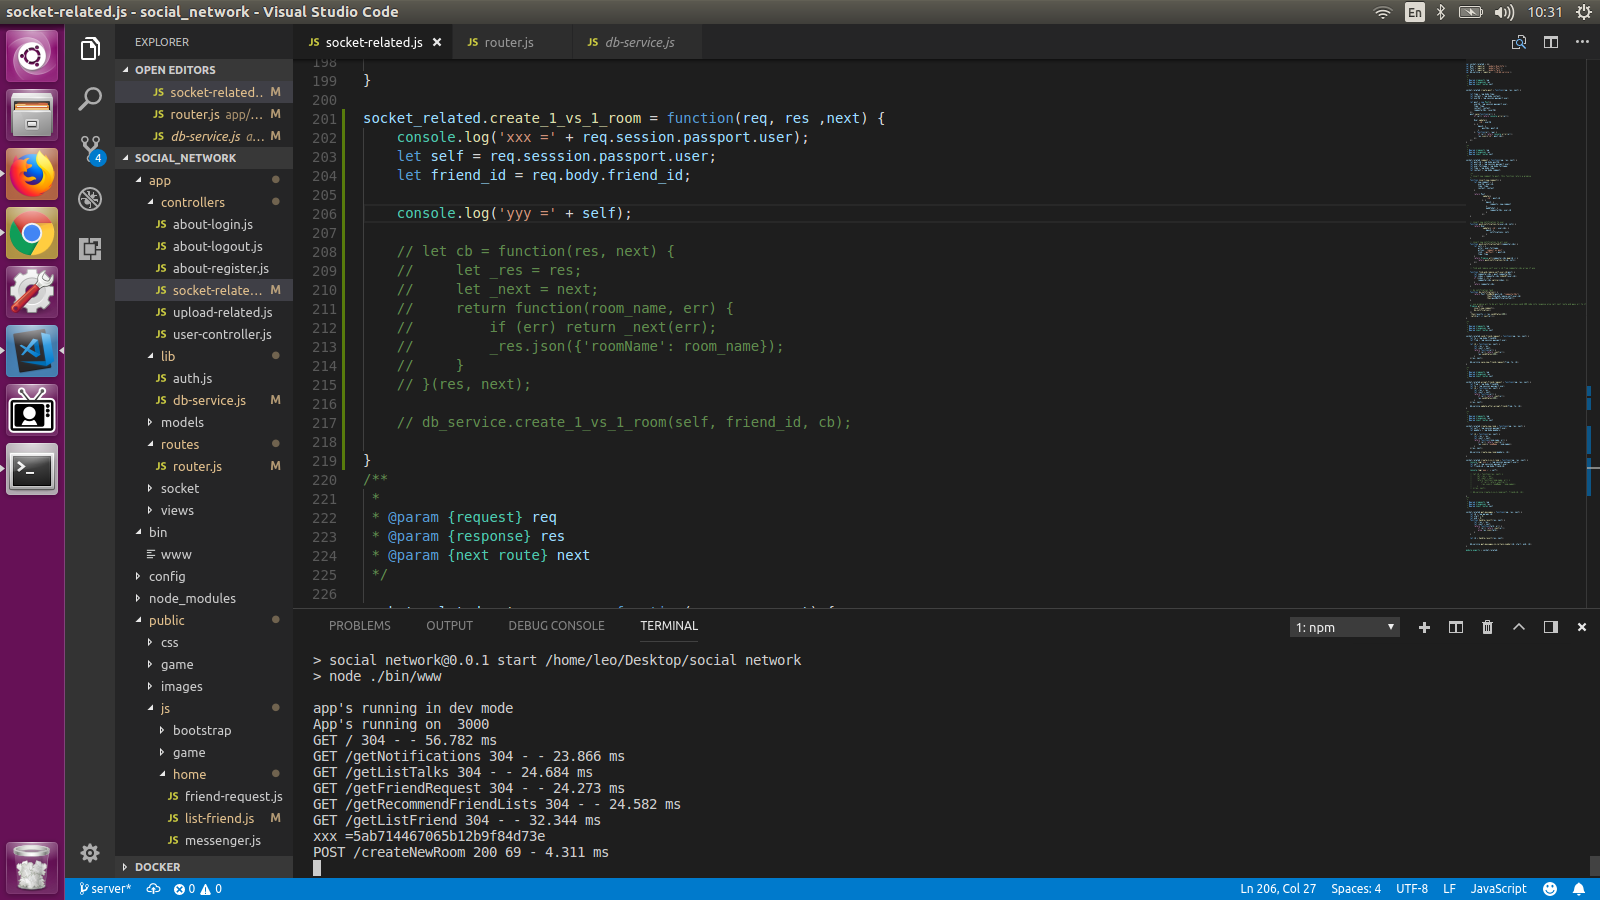 socket-related.js - social_network - Visual Studio Code
En
10:31
EXPLORER
OPEN EDITORS
JS socket-related.. M
JS router.js app/... M
JS db-service.js a... M
4
SOCIAL_NETWORK
app
controllers
JS about-login.js
JS about-logout.js
JS about-register.js
JS socket-relate... M
JS upload-related.js
JS user-controller.js
lib
JS auth.js
JS db-service.js M
models
routes
JS router.js M
socket
views
bin
www
config
node_modules
public
css
game
images
js
bootstrap
game
home
JS friend-request.js
JS list-friend.js M
JS messenger.js
DOCKER
JS socket-related.js
JS router.js
JS db-service.js
198
199 }
200
201 socket_related.create_1_vs_1_room = function(req, res ,next) {
202 console.log('xxx =' + req.session.passport.user);
203 let self = req.sesssion.passport.user;
204 let friend_id = req.body.friend_id;
205
206 console.log('yyy =' + self);
207
208 // let cb = function(res, next) {
209 // let _res = res;
210 // let _next = next;
211 // return function(room_name, err) {
212 // if (err) return _next(err);
213 // _res.json({'roomName': room_name});
214 // }
215 // }(res, next);
216
217 // db_service.create_1_vs_1_room(self, friend_id, cb);
218
219 }
220 /**
221 *
222 * @param {request} req
223 * @param {response} res
224 * @param {next route} next
225 */
226
PROBLEMS OUTPUT DEBUG CONSOLE TERMINAL
1: npm
> social network@0.0.1 start /home/leo/Desktop/social network
> node ./bin/www
app's running in dev mode
App's running on  3000
GET / 304 - - 56.782 ms
GET /getNotifications 304 - - 23.866 ms
GET /getListTalks 304 - - 24.684 ms
GET /getFriendRequest 304 - - 24.273 ms
GET /getRecommendFriendLists 304 - - 24.582 ms
GET /getListFriend 304 - - 32.344 ms
xxx =5ab714467065b12b9f84d73e
POST /createNewRoom 200 69 - 4.311 ms
server* 0 0
Ln 206, Col 27 Spaces: 4 UTF-8 LF JavaScript